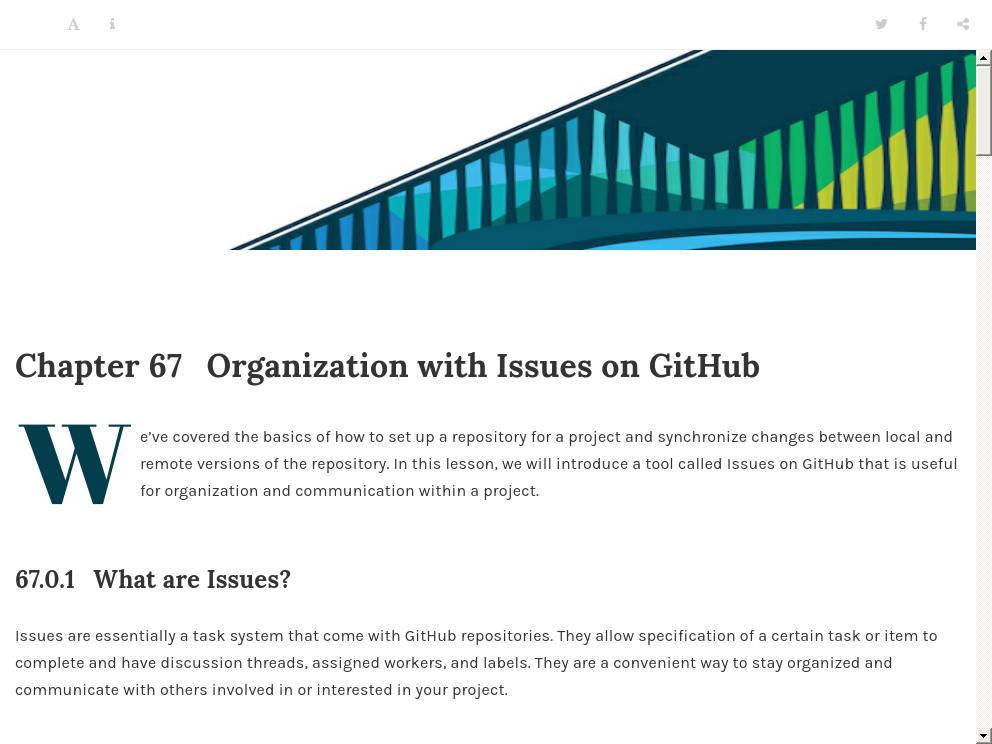 A i
Chapter 67 Organization with Issues on GitHub
We’ve covered the basics of how to set up a repository for a project and synchronize changes between local and
remote versions of the repository. In this lesson, we will introduce a tool called Issues on GitHub that is useful
for organization and communication within a project.
67.0.1 What are Issues?
Issues are essentially a task system that come with GitHub repositories. They allow specification of a certain task or item to
complete and have discussion threads, assigned workers, and labels. They are a convenient way to stay organized and
communicate with others involved in or interested in your project.